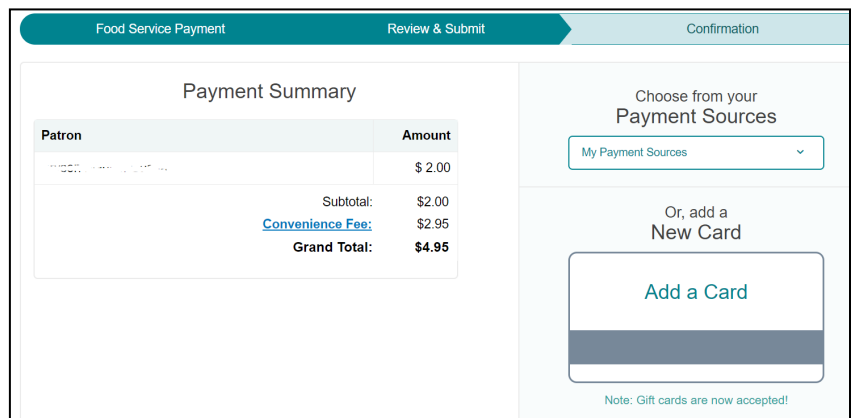 Food Service Payment
Review & Submit
Confirmation
Payment Summary
Patron Amount
$ 2.00
Subtotal: $2.00
Convenience Fee: $2.95
Grand Total: $4.95
Choose from your
Payment Sources
My Payment Sources
Or, add a
New Card
Add a Card
Note: Gift cards are now accepted!